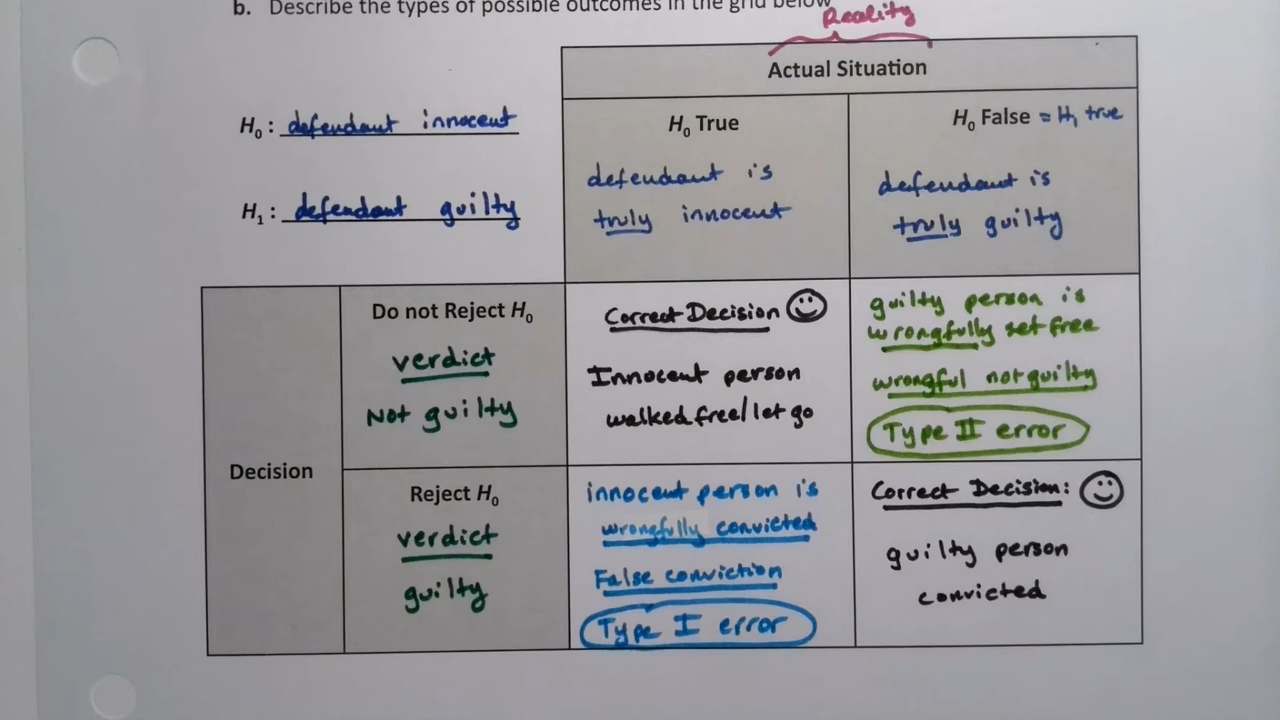 b. Describe the types of possible outcomes in the grid below
Reality
Actual Situation
H₀ : defendant innocent
H₁ : defendant guilty
H₀ True
defendant is
truly innocent
H₀ False = H₁ true
defendant is
truly guilty
Decision
Do not Reject H₀
verdict
Not guilty
Correct Decision
Innocent person
walked free/let go
guilty person is
wrongfully set free
wrongful not guilty
Type II error
Reject H₀
verdict
guilty
innocent person is
wrongfully convicted
False conviction
Type I error
Correct Decision:
guilty person
convicted